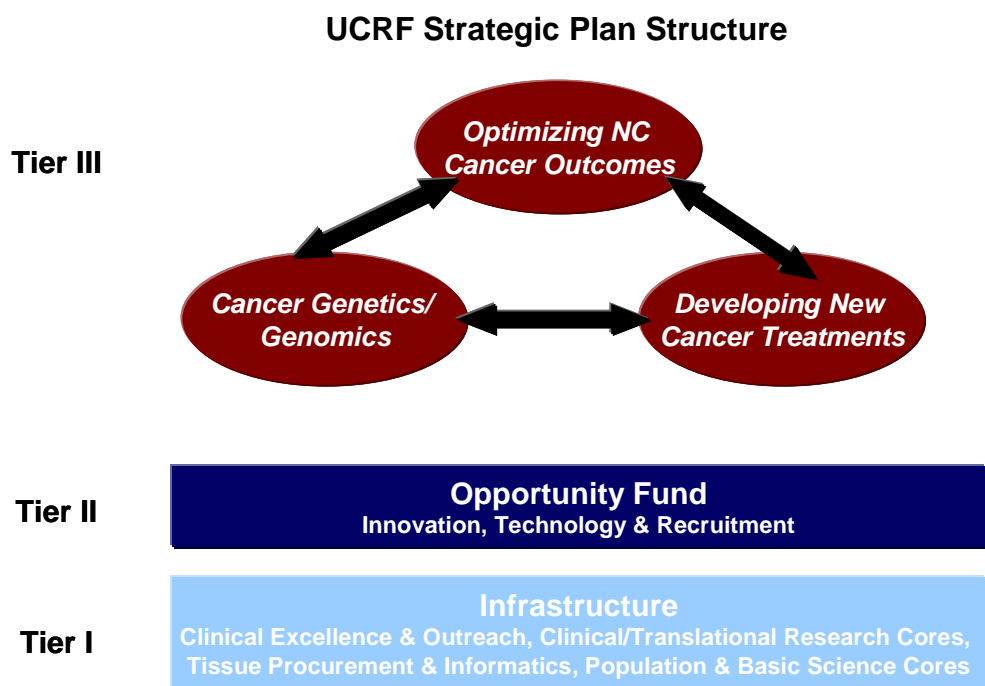 UCRF Strategic Plan Structure
Tier III
Optimizing NC
Cancer Outcomes
Cancer Genetics/
Genomics
Developing New
Cancer Treatments
Tier II
Opportunity Fund
Innovation, Technology & Recruitment
Tier I
Infrastructure
Clinical Excellence & Outreach, Clinical/Translational Research Cores,
Tissue Procurement & Informatics, Population & Basic Science Cores